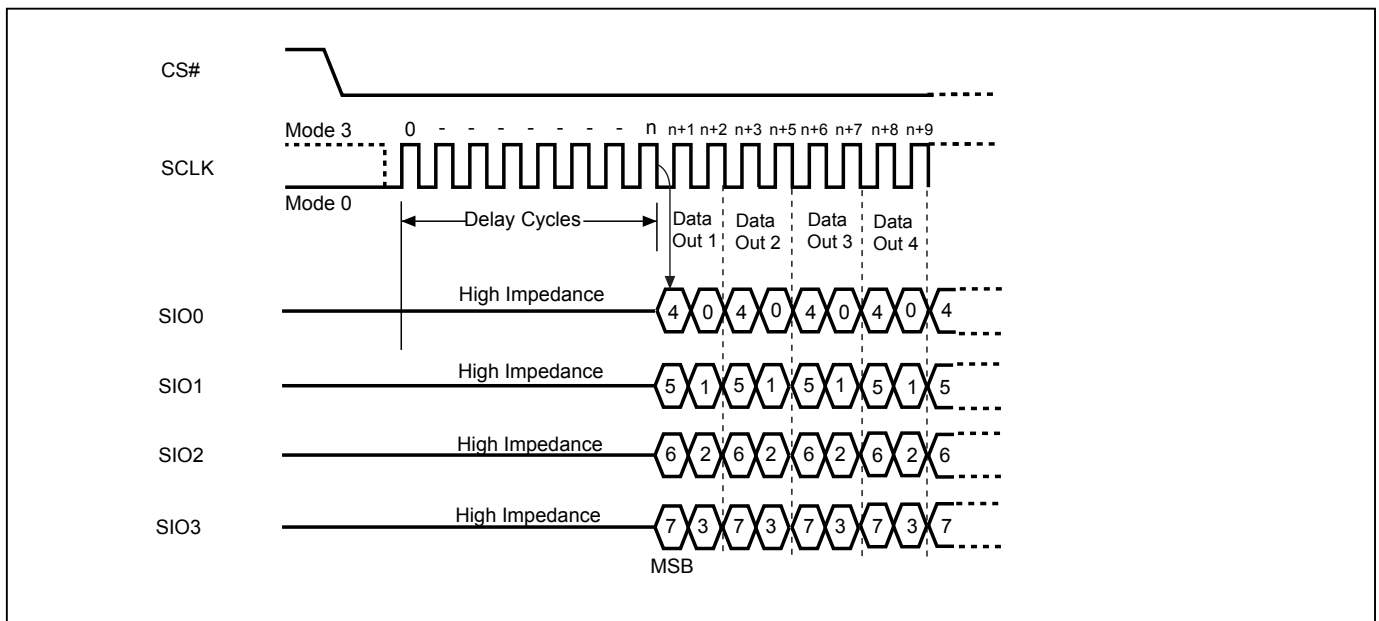 CS#
Mode 3
0 - - - - - - - n n+1 n+2 n+3 n+5 n+6 n+7 n+8 n+9
SCLK
Mode 0
Delay Cycles
Data Out 1
Data Out 2
Data Out 3
Data Out 4
SIO0 High Impedance 4 0 4 0 4 0 4 0 4
SIO1 High Impedance 5 1 5 1 5 1 5 1 5
SIO2 High Impedance 6 2 6 2 6 2 6 2 6
SIO3 High Impedance 7 3 7 3 7 3 7 3 7
MSB